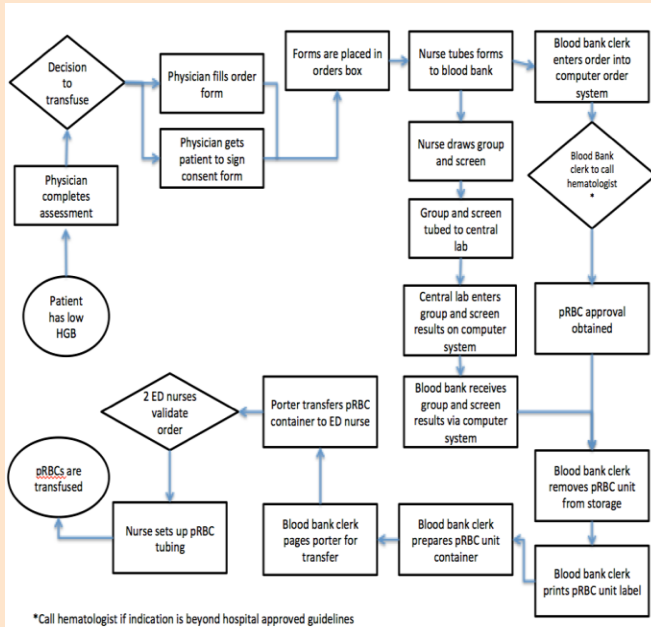 Patient
has low
HGB
Physician
completes
assessment
Decision
to
transfuse
Physician fills order
form
Physician gets
patient to sign
consent form
Forms are placed in
orders box
Nurse tubes forms
to blood bank
Blood bank clerk
enters order into
computer order
system
Blood Bank
clerk to call
hematologist
*
pRBC approval
obtained
Nurse draws group
and screen
Group and screen
tubed to central
lab
Central lab enters
group and screen
results on computer
system
Blood bank receives
group and screen
results via computer
system
Blood bank clerk
removes pRBC unit
from storage
Blood bank clerk
prints pRBC unit label
Blood bank clerk
prepares pRBC unit
container
Blood bank clerk
pages porter for
transfer
Porter transfers pRBC
container to ED nurse
2 ED nurses
validate
order
Nurse sets up pRBC
tubing
pRBCs are
transfused
*Call hematologist if indication is beyond hospital approved guidelines